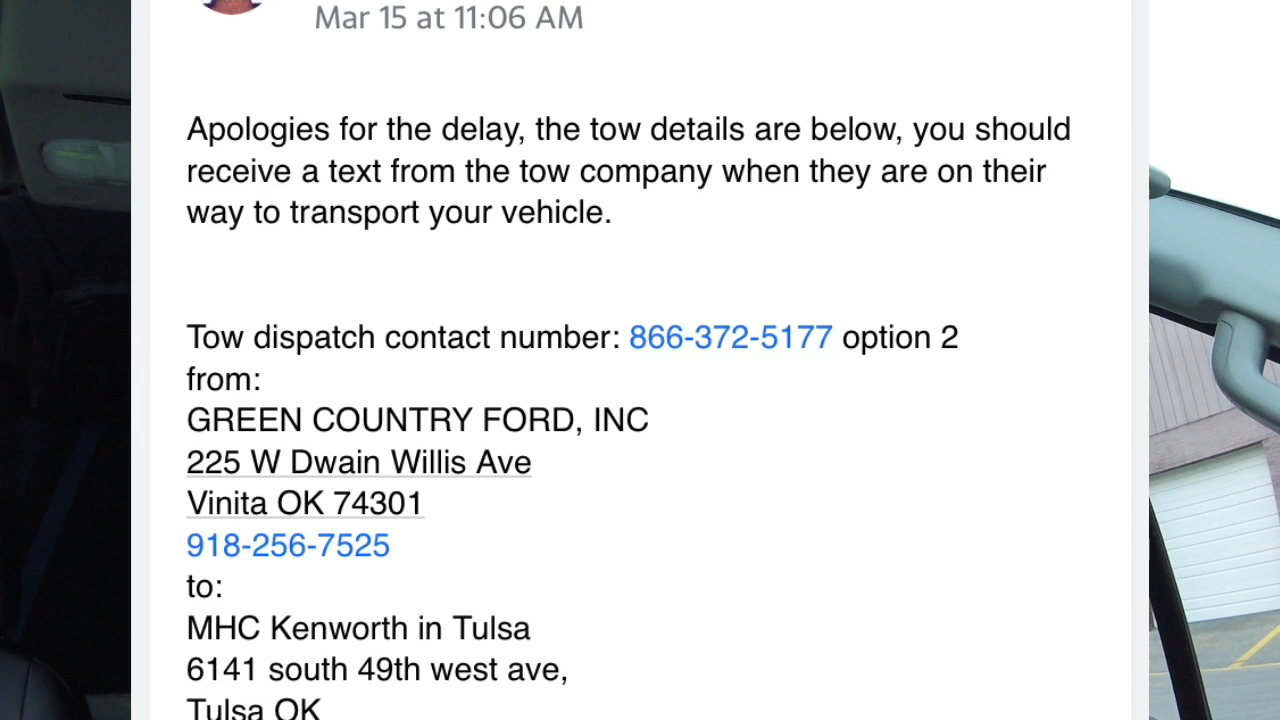 Mar 15 at 11:06 AM
Apologies for the delay, the tow details are below, you should
receive a text from the tow company when they are on their
way to transport your vehicle.
Tow dispatch contact number: 866-372-5177 option 2
from:
GREEN COUNTRY FORD, INC
225 W Dwain Willis Ave
Vinita OK 74301
918-256-7525
to:
MHC Kenworth in Tulsa
6141 south 49th west ave,
Tulsa OK